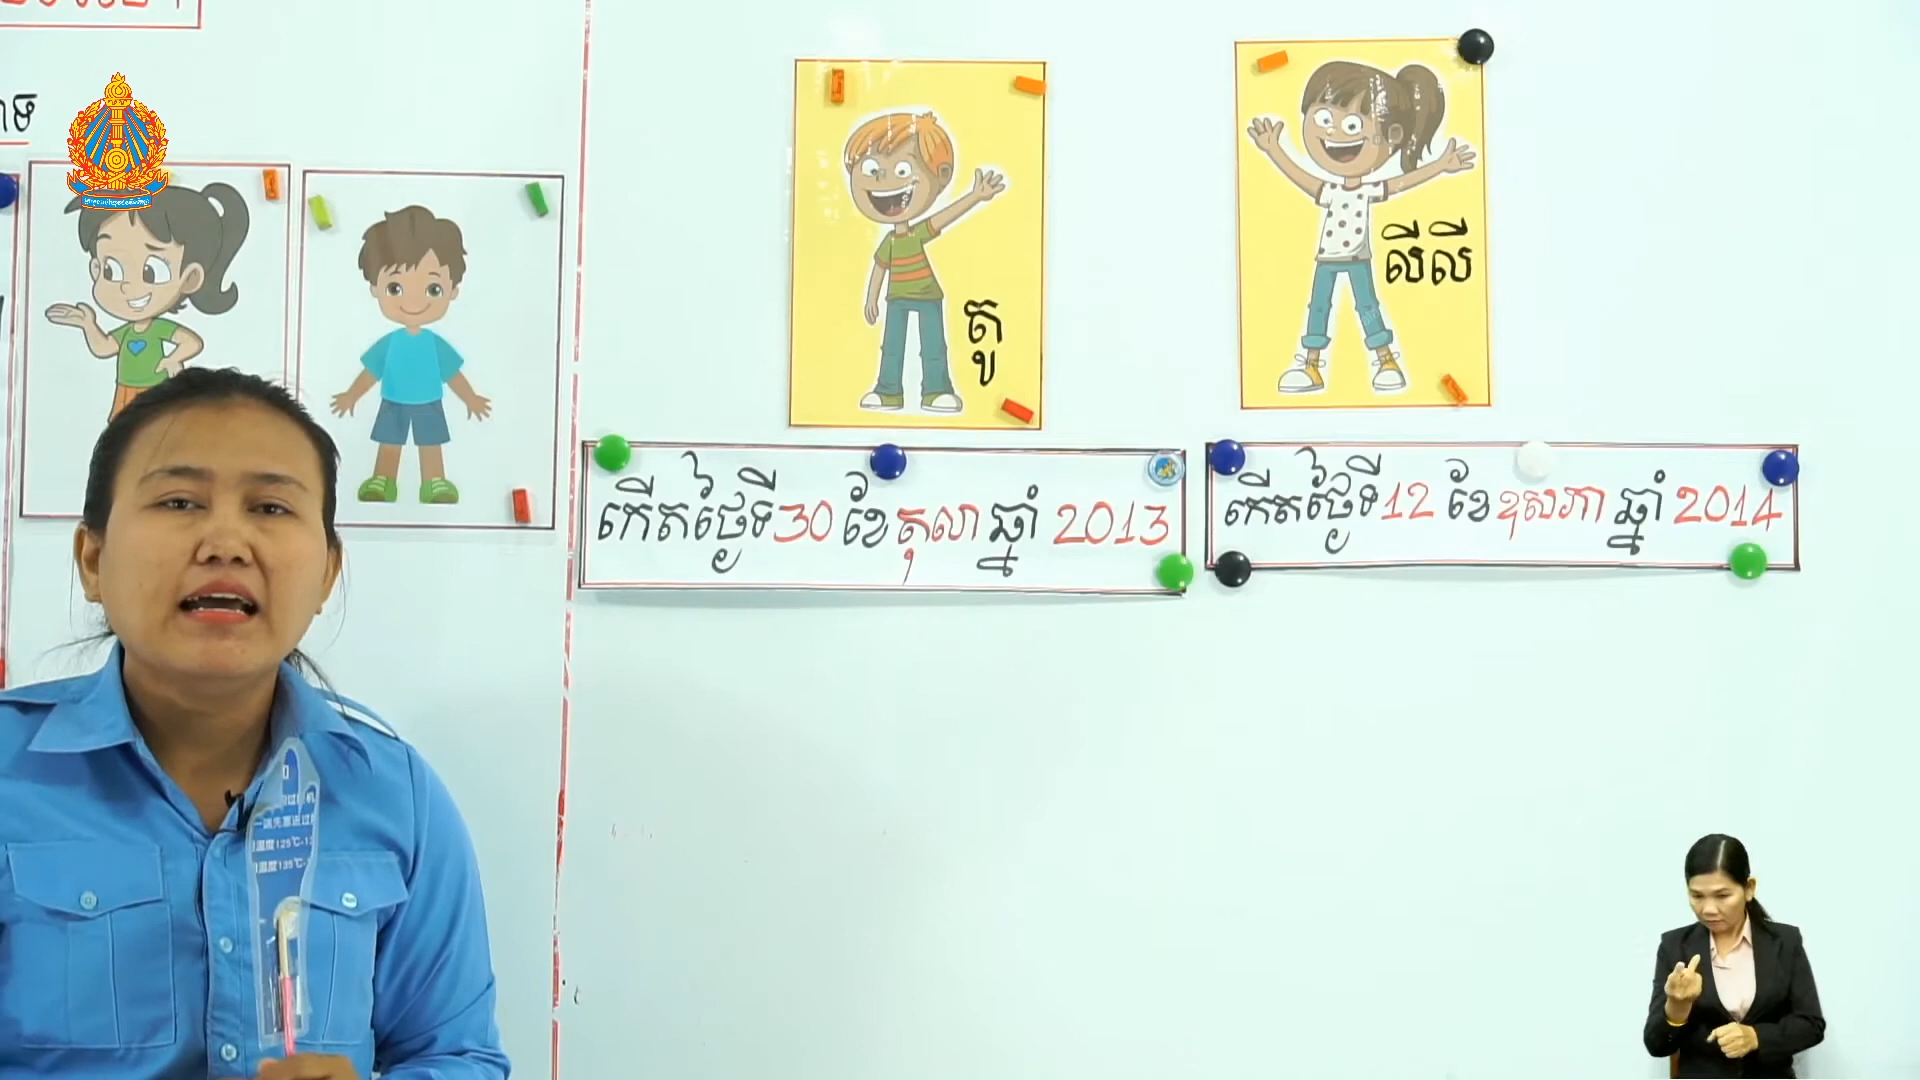 តូ
លីលី
កើតថ្ងៃទី30 ខែតុលា ឆ្នាំ 2013
កើតថ្ងៃទី12 ខែឧសភា ឆ្នាំ 2014